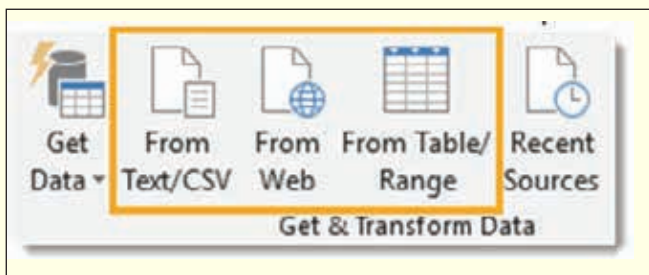 Get From From From Table/ Recent
Data Text/CSV Web Range Sources
Get & Transform Data